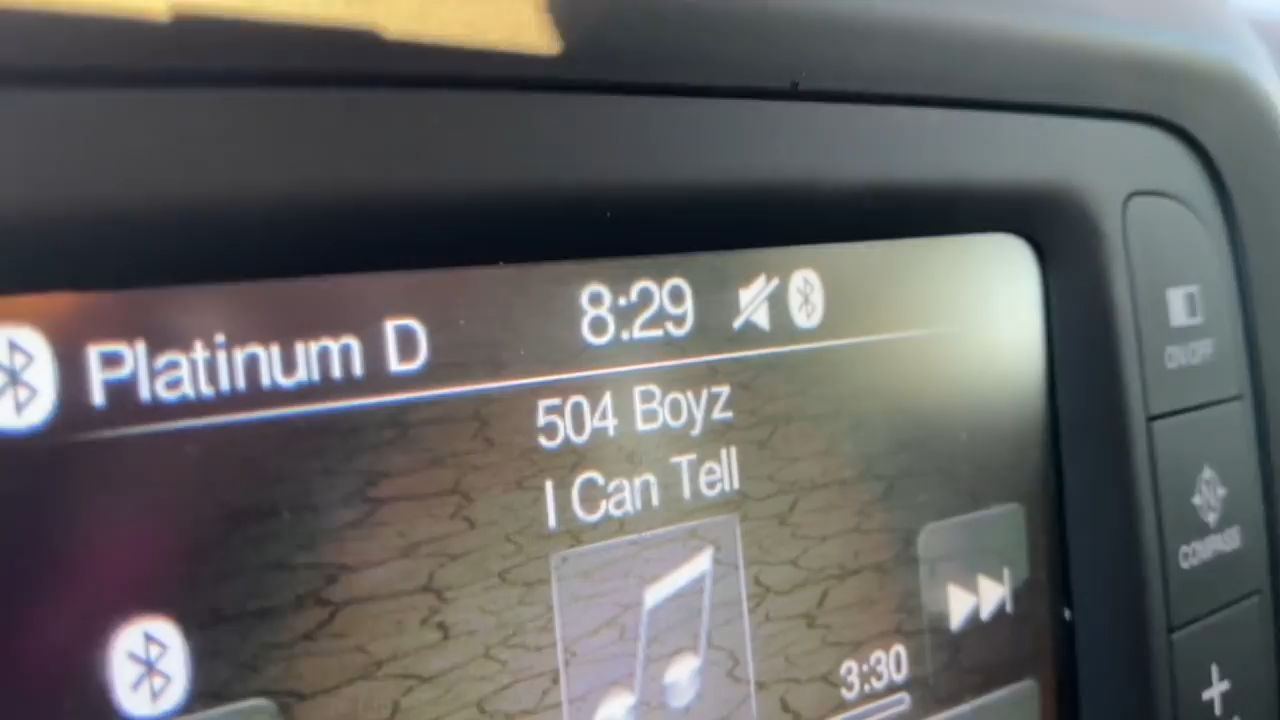 Platinum D
8:29
504 Boyz
I Can Tell
3:30
ON/OFF
COMPASS
+